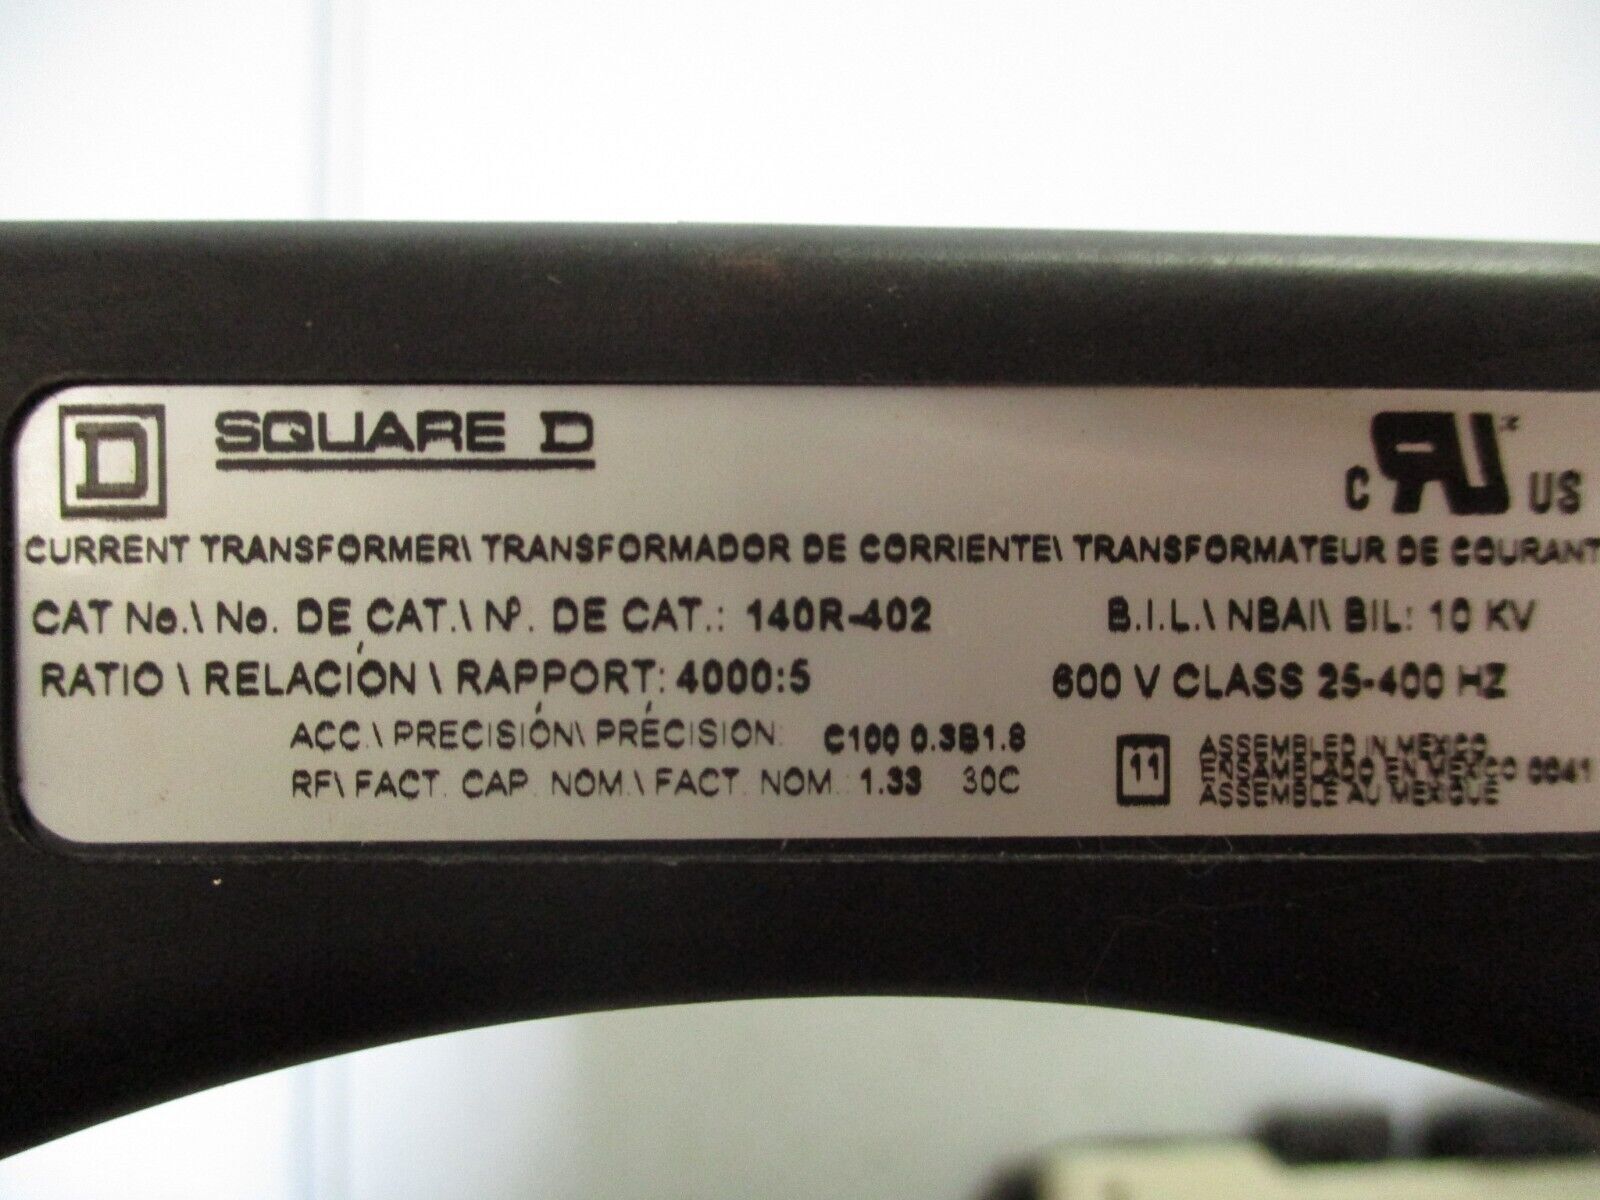 D SQUARE D
C RU US
CURRENT TRANSFORMER\ TRANSFORMADOR DE CORRIENTE\ TRANSFORMATEUR DE COURANT
CAT No.\ No. DE CAT.\ Nº. DE CAT.: 140R-402 B.I.L.\ NBAI\ BIL: 10 KV
RATIO \ RELACIÓN \ RAPPORT: 4000:5 600 V CLASS 25-400 HZ
ACC.\ PRECISIÓN\ PRÉCISION: C100 0.3B1.8
RF\ FACT. CAP. NOM.\ FACT. NOM.: 1.33 30C
11
ASSEMBLED IN MEXICO
ENSAMBLADO EN MEXICO 0041
ASSEMBLE AU MEXIQUE